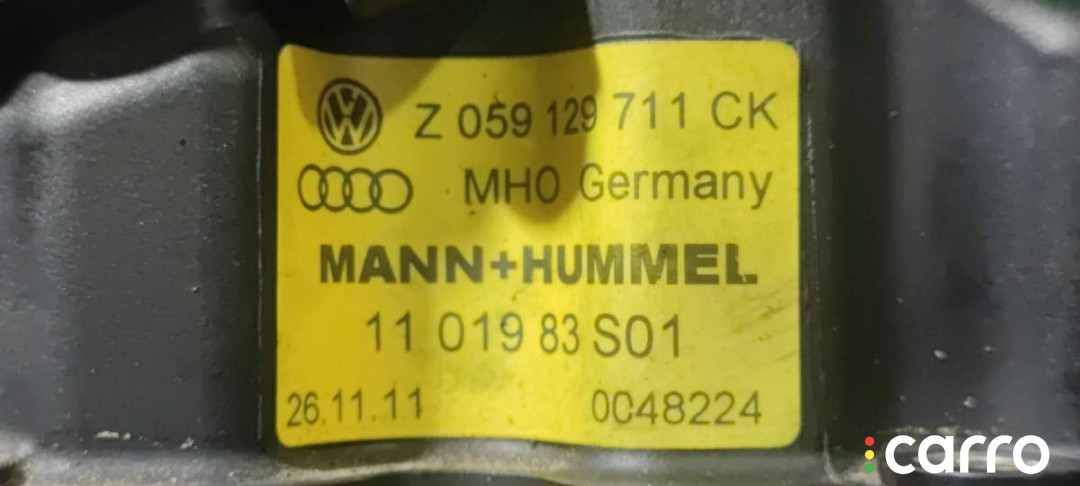 Z 059 129 711 CK
MHO Germany
MANN+HUMMEL
11 019 83 S01
26.11.11 0048224
carro